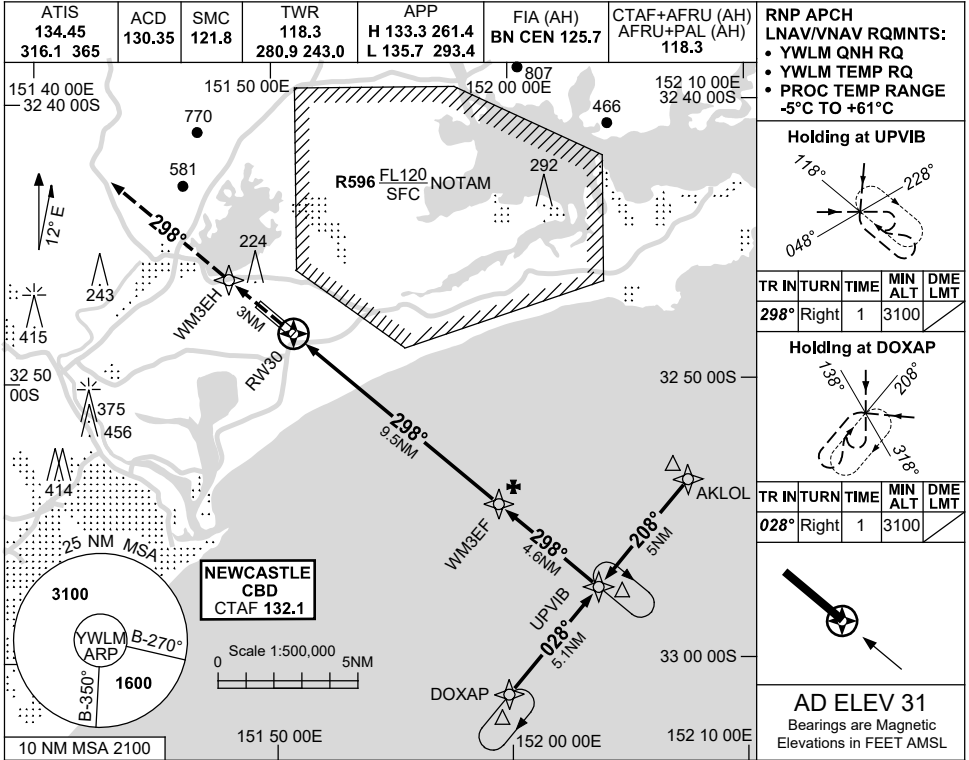 ATIS
134.45
316.1 365
ACD
130.35
SMC
121.8
TWR
118.3
280.9 243.0
APP
H 133.3 261.4
L 135.7 293.4
FIA (AH)
BN CEN 125.7
CTAF+AFRU (AH)
AFRU+PAL (AH)
118.3
RNP APCH
LNAV/VNAV RQMNTS:
• YWLM QNH RQ
• YWLM TEMP RQ
• PROC TEMP RANGE
-5°C TO +61°C
151 40 00E
32 40 00S
151 50 00E
152 00 00E
807
152 10 00E
32 40 00S
466
770
581
R596 FL120 NOTAM
SFC
292
12° E
298°
224
243
415
WM3EH
3NM
RW30
32 50
00S
32 50 00S
375
456
414
298°
9.5NM
AKLOL
208°
5NM
WM3EF
298°
4.6NM
UPVIB
028°
5.1NM
DOXAP
33 00 00S
25 NM MSA
3100
YWLM
ARP
B-270°
B-350°
1600
10 NM MSA 2100
NEWCASTLE
CBD
CTAF 132.1
Scale 1:500,000
0 5NM
151 50 00E
152 00 00E
152 10 00E
Holding at UPVIB
118°
228°
048°
TR IN TURN TIME MIN ALT DME LMT
298° Right 1 3100
Holding at DOXAP
138°
208°
318°
TR IN TURN TIME MIN ALT DME LMT
028° Right 1 3100
AD ELEV 31
Bearings are Magnetic
Elevations in FEET AMSL